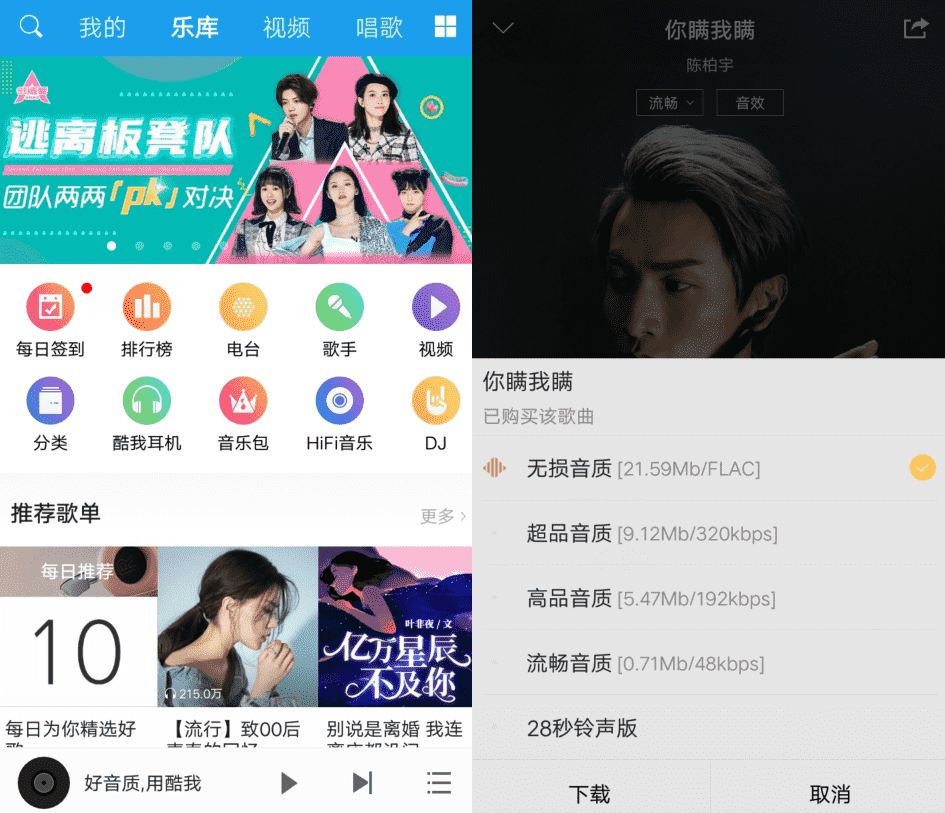 我的
乐库
视频
唱歌
逃离板凳队
团队两两「pk」对决
每日签到
排行榜
电台
歌手
视频
分类
酷我耳机
音乐包
HiFi音乐
DJ
推荐歌单
更多
每日推荐
10
215.0万
叶非夜 / 文
亿万星辰
不及你
每日为你精选好
【流行】致00后
别说是离婚 我连
好音质,用酷我
你瞒我瞒
陈柏宇
流畅
音效
你瞒我瞒
已购买该歌曲
无损音质 [21.59Mb/FLAC]
超品音质 [9.12Mb/320kbps]
高品音质 [5.47Mb/192kbps]
流畅音质 [0.71Mb/48kbps]
28秒铃声版
下载
取消